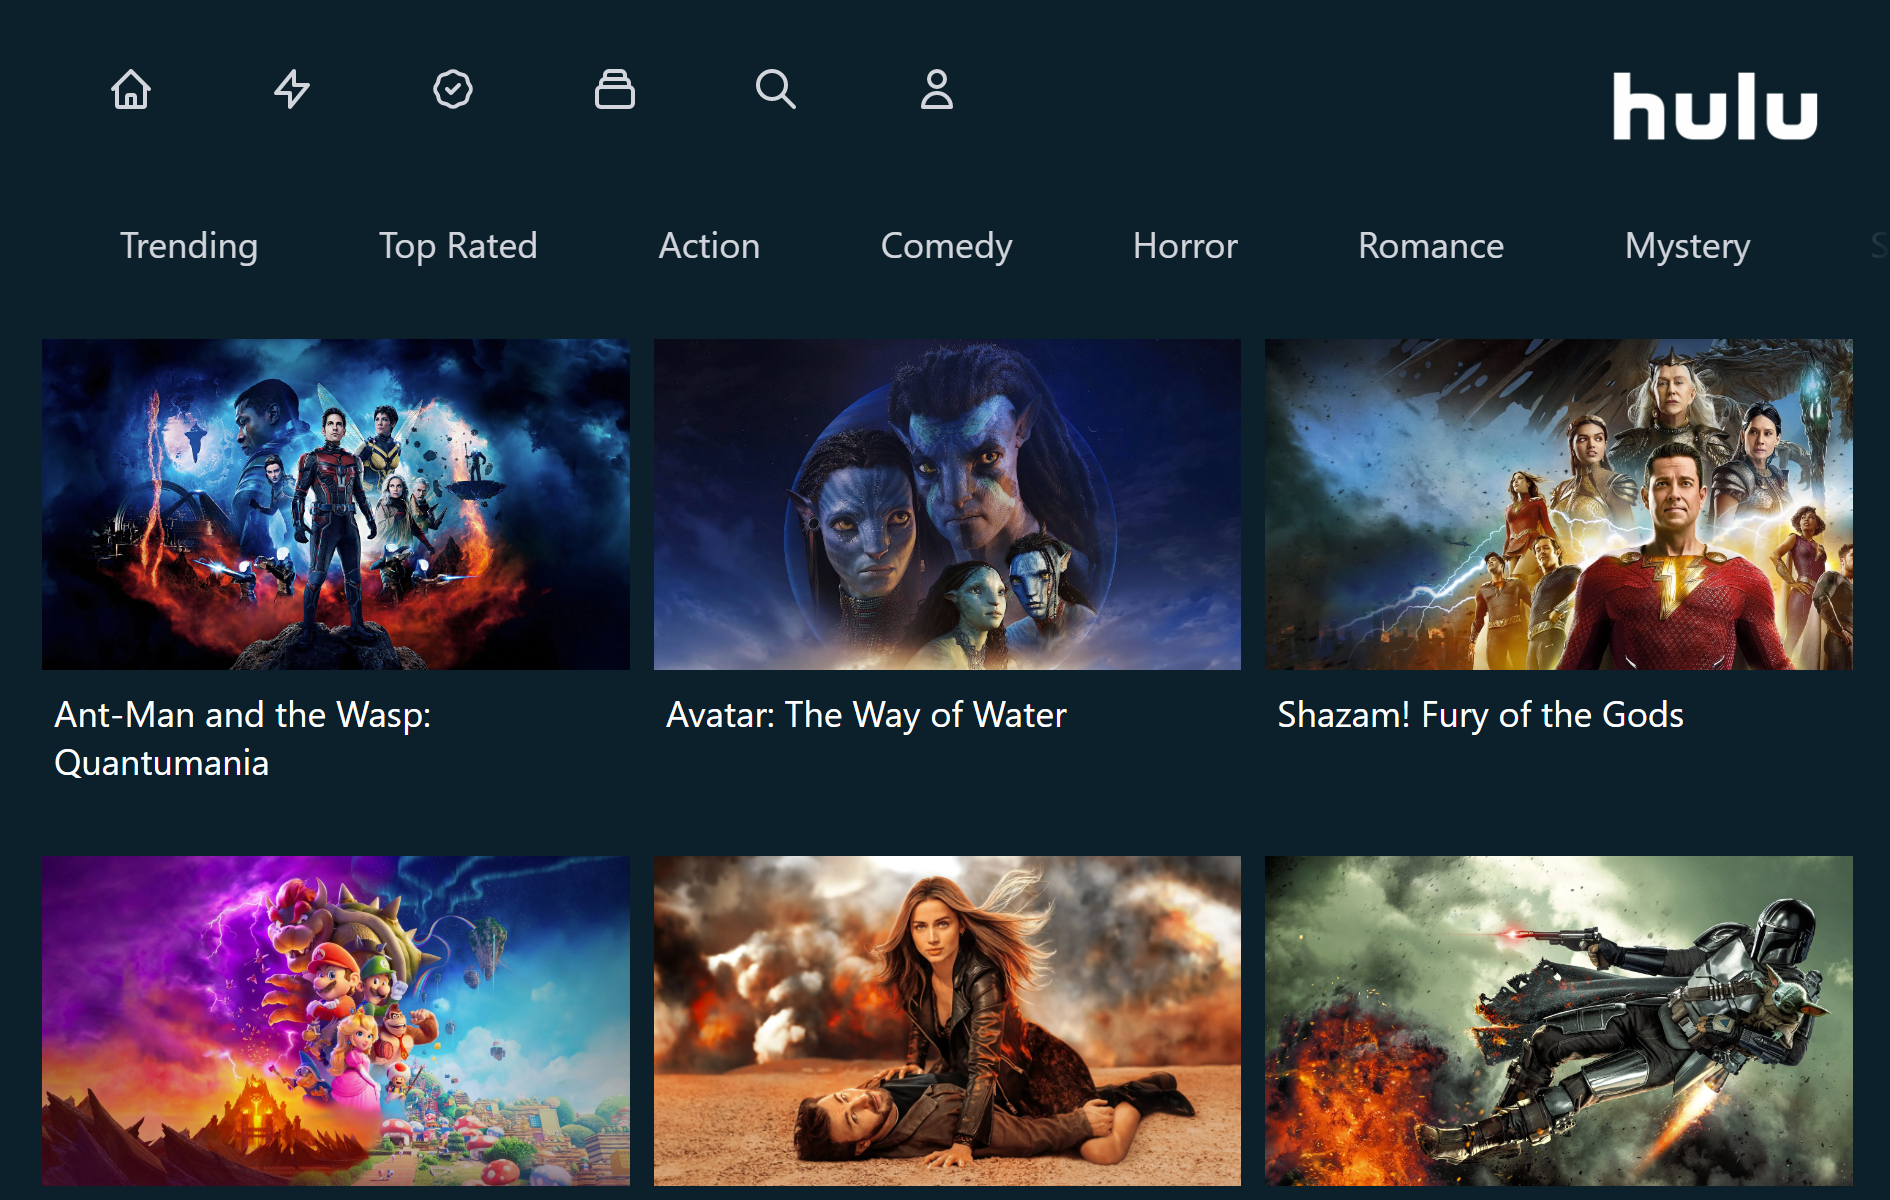 hulu
Trending
Top Rated
Action
Comedy
Horror
Romance
Mystery
S
Ant-Man and the Wasp:
Quantumania
Avatar: The Way of Water
Shazam! Fury of the Gods